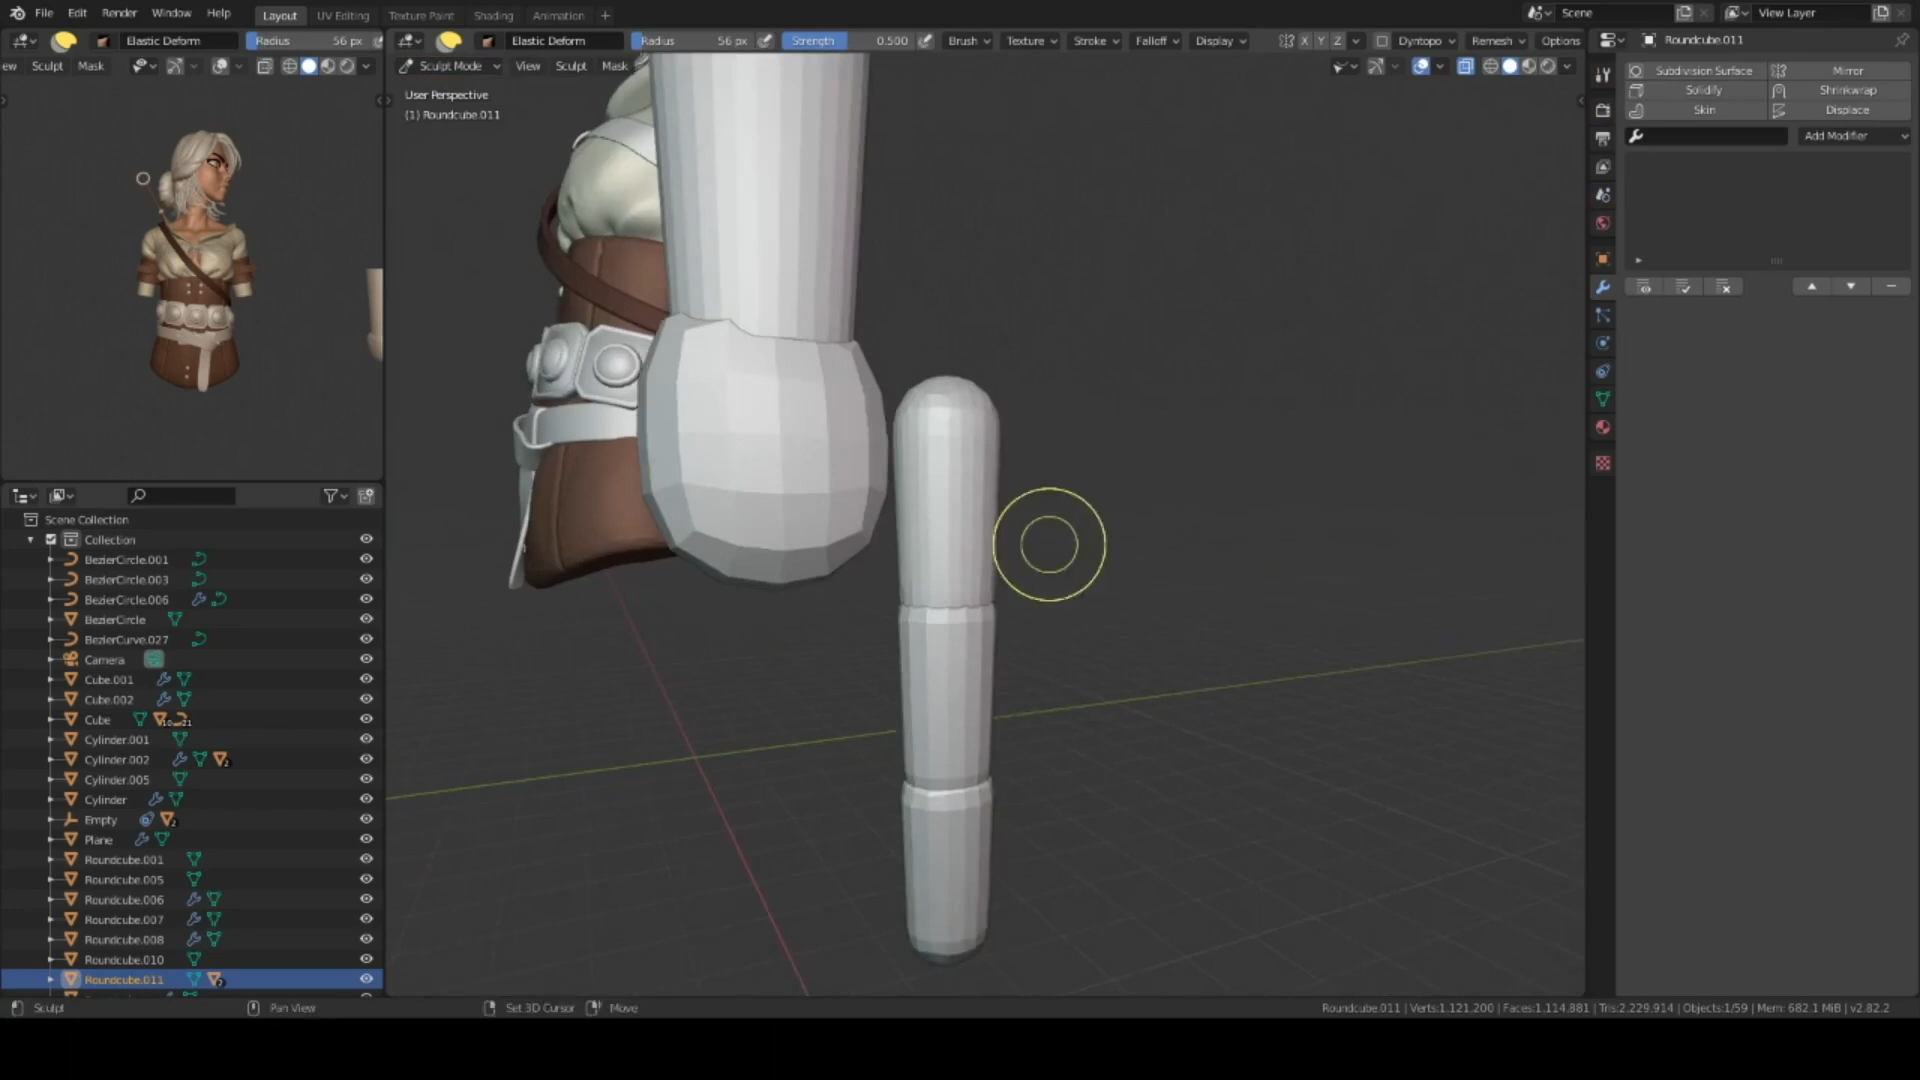 File Edit Render Window Help Layout UV Editing Texture Paint Shading Animation + Scene View Layer
Elastic Deform Radius 56 px Elastic Deform Radius 56 px Strength 0.500 Brush Texture Stroke Falloff Display X Y Z Dyntopo Remesh Options Roundcube.011
ew Sculpt Mask Sculpt Mode View Sculpt Mask
Subdivision Surface Mirror
Solidify Shrinkwrap
Skin Displace
Add Modifier
User Perspective
(1) Roundcube.011
Scene Collection
Collection
BezierCircle.001
BezierCircle.003
BezierCircle.006
BezierCircle
BezierCurve.027
Camera
Cube.001
Cube.002
Cube
Cylinder.001
Cylinder.002
Cylinder.005
Cylinder
Empty
Plane
Roundcube.001
Roundcube.005
Roundcube.006
Roundcube.007
Roundcube.008
Roundcube.010
Roundcube.011
Sculpt Pan View Set 3D Cursor Move Roundcube.011 | Verts:1.121.200 | Faces:1.114.881 | Tris:2.229.914 | Objects:1/59 | Mem: 682.1 MiB | v2.82.2